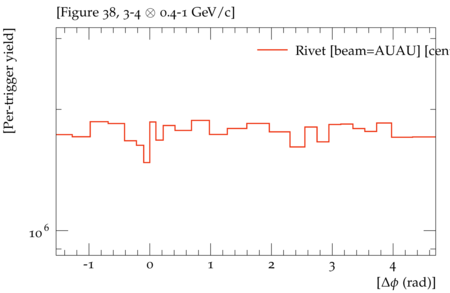 [Figure 38, 3-4 ⊗ 0.4-1 GeV/c]
[Per-trigger yield]
Rivet [beam=AUAU] [cen
10⁶
-1 0 1 2 3 4
[Δϕ (rad)]